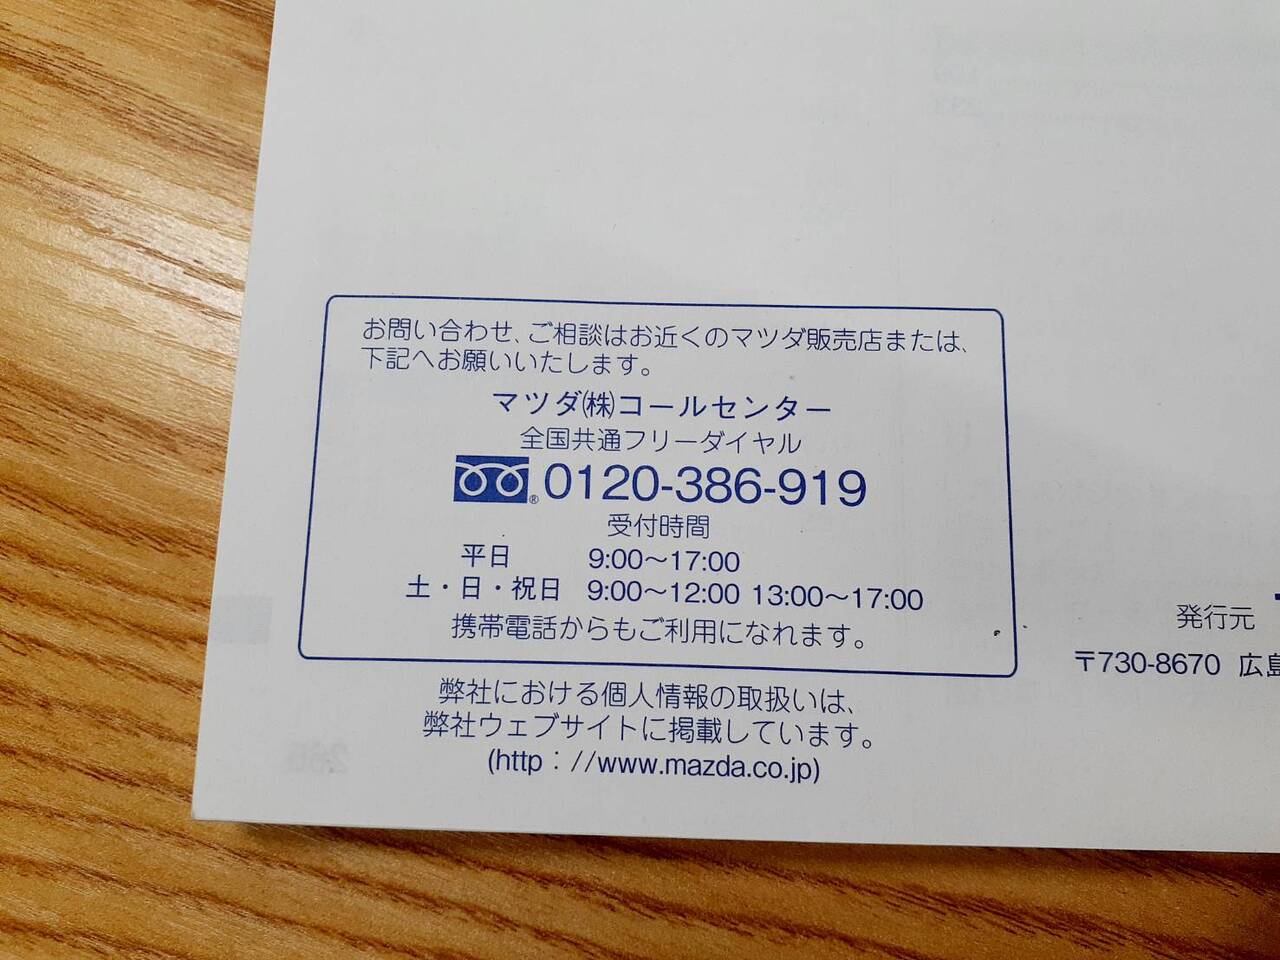 お問い合わせ、ご相談はお近くのマツダ販売店または、
下記へお願いいたします。
マツダ㈱コールセンター
全国共通フリーダイヤル
® 0120-386-919
受付時間
平日 9:00～17:00
土・日・祝日 9:00～12:00 13:00～17:00
携帯電話からもご利用になれます。
弊社における個人情報の取扱いは、
弊社ウェブサイトに掲載しています。
(http：//www.mazda.co.jp)
発行元
〒730-8670 広島